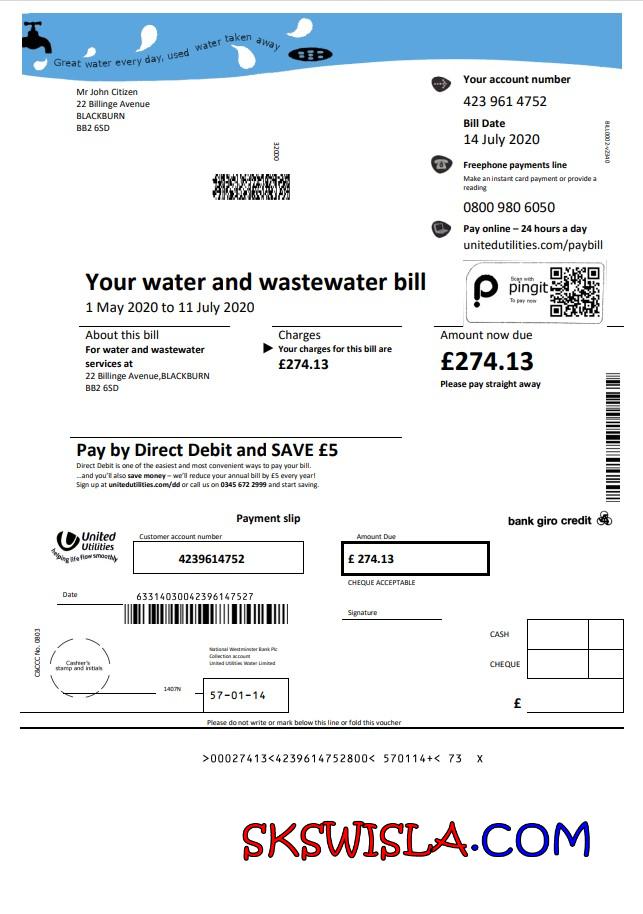 Great water every day, used water taken away
Mr John Citizen
22 Billinge Avenue
BLACKBURN
BB2 6SD
32000
Your account number
423 961 4752
Bill Date
14 July 2020
Freephone payments line
Make an instant card payment or provide a
reading
0800 980 6050
Pay online – 24 hours a day
unitedutilities.com/paybill
Your water and wastewater bill
1 May 2020 to 11 July 2020
Scan with
pingit
To pay now
About this bill
For water and wastewater
services at
22 Billinge Avenue,BLACKBURN
BB2 6SD
Charges
Your charges for this bill are
£274.13
Amount now due
£274.13
Please pay straight away
Pay by Direct Debit and SAVE £5
Direct Debit is one of the easiest and most convenient ways to pay your bill.
...and you'll also save money – we'll reduce your annual bill by £5 every year!
Sign up at unitedutilities.com/dd or call us on 0345 672 2999 and start saving.
Payment slip
bank giro credit
United
Utilities
helping life flow smoothly
Customer account number
4239614752
Amount Due
£ 274.13
CHEQUE ACCEPTABLE
Date
63314030042396147527
Signature
C&CCC No. 0803
Cashier's
stamp and initials
National Westminster Bank Plc
Collection account
United Utilities Water Limited
1407N
57-01-14
CASH
CHEQUE
£
Please do not write or mark below this line or fold this voucher
>00027413<4239614752800< 570114+< 73 X
SKSWISLA.COM